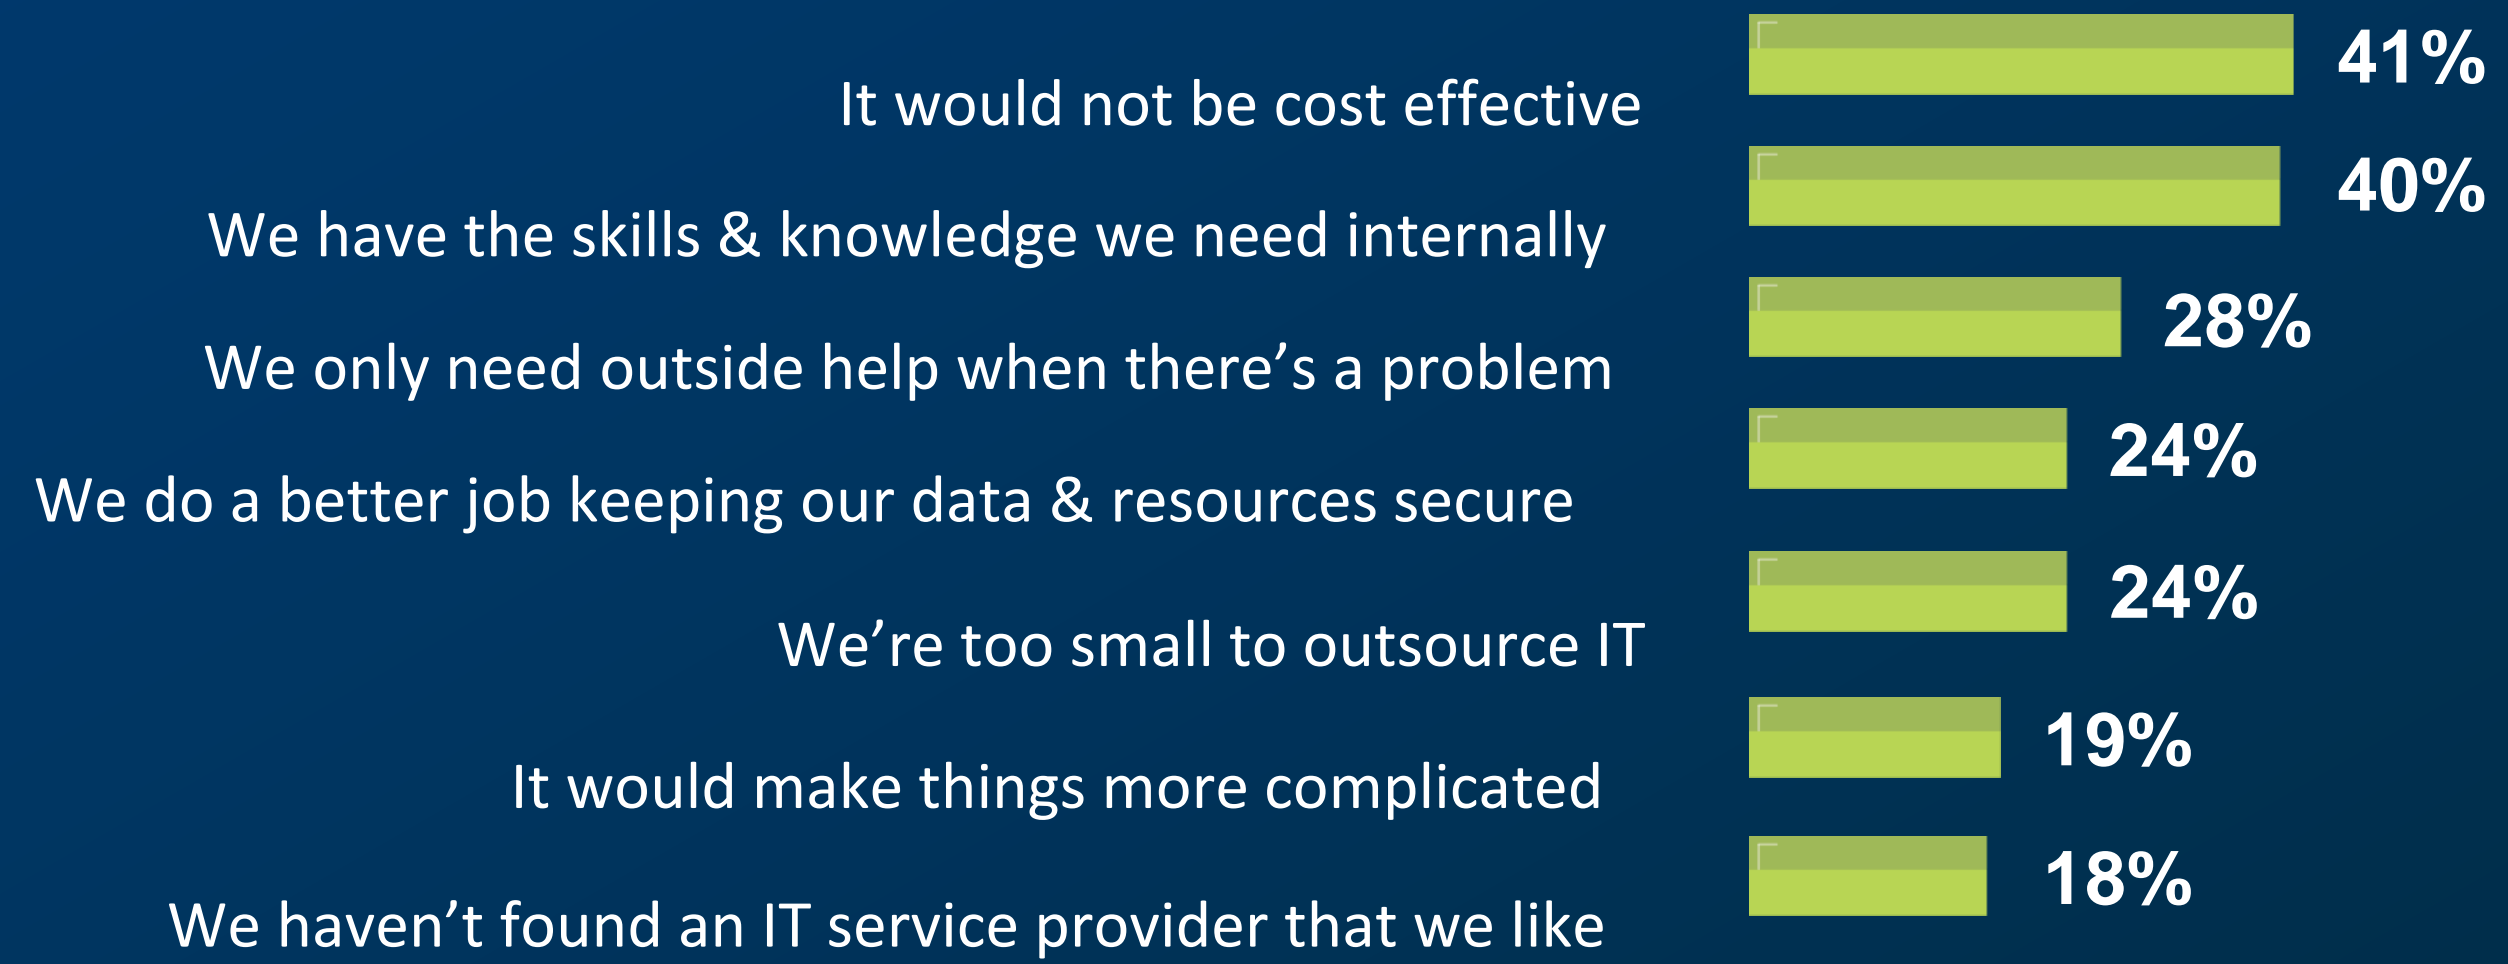 41%
It would not be cost effective
40%
We have the skills & knowledge we need internally
28%
We only need outside help when there’s a problem
24%
We do a better job keeping our data & resources secure
24%
We’re too small to outsource IT
19%
It would make things more complicated
18%
We haven’t found an IT service provider that we like